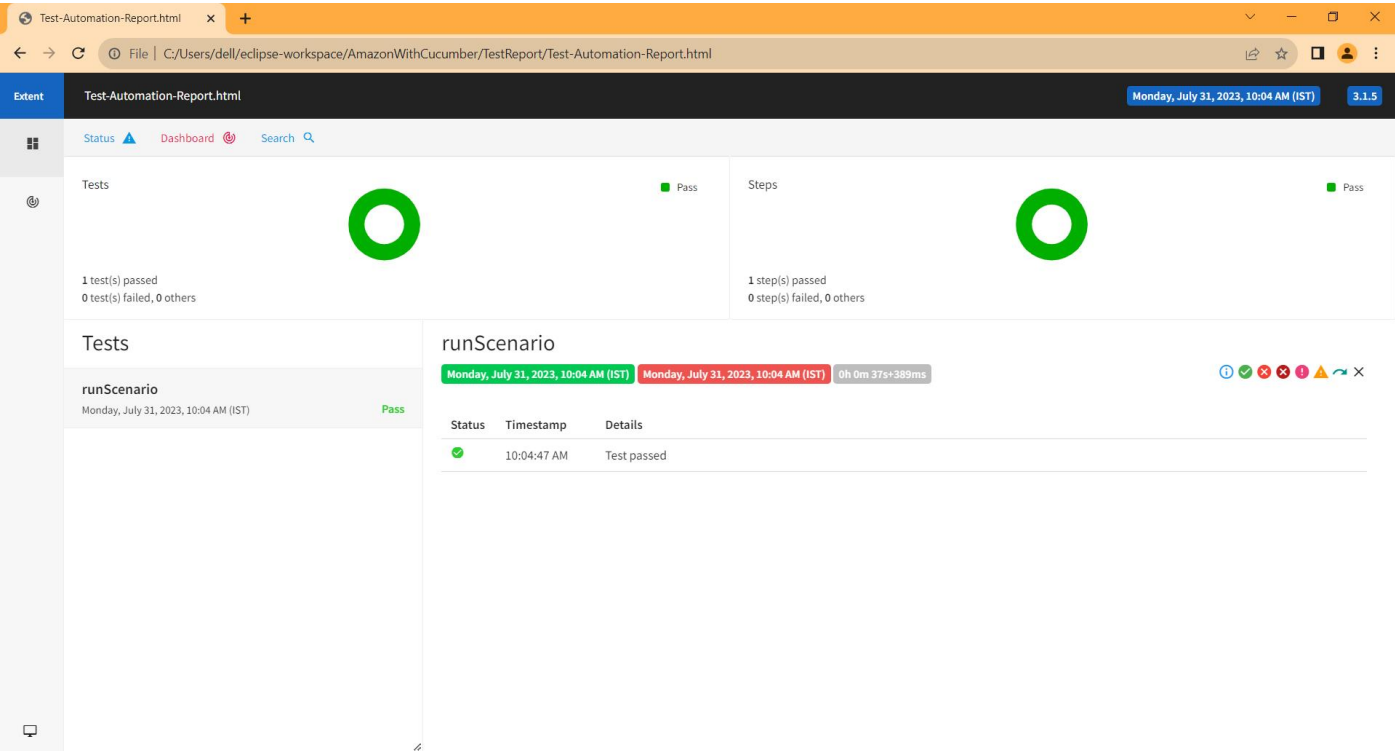 Test-Automation-Report.html
File | C:/Users/dell/eclipse-workspace/AmazonWithCucumber/TestReport/Test-Automation-Report.html
Extent Test-Automation-Report.html Monday, July 31, 2023, 10:04 AM (IST) 3.1.5
Status Dashboard Search
Tests Pass Steps Pass
1 test(s) passed 1 step(s) passed
0 test(s) failed, 0 others 0 step(s) failed, 0 others
Tests
runScenario
Monday, July 31, 2023, 10:04 AM (IST) Pass
runScenario
Monday, July 31, 2023, 10:04 AM (IST) Monday, July 31, 2023, 10:04 AM (IST) 0h 0m 37s+389ms
Status Timestamp Details
10:04:47 AM Test passed